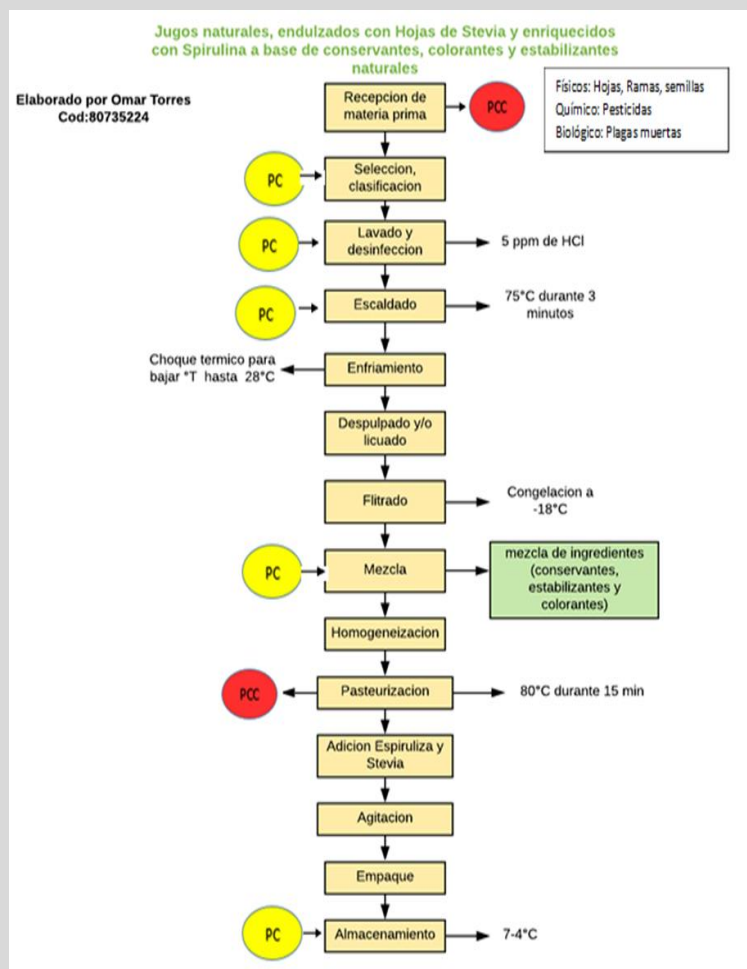 Jugos naturales, endulzados con Hojas de Stevia y enriquecidos
con Spirulina a base de conservantes, colorantes y estabilizantes
naturales
Elaborado por Omar Torres
Cod:80735224
Recepcion de
materia prima
PCC
Físicos: Hojas, Ramas, semillas
Químico: Pesticidas
Biológico: Plagas muertas
PC
Seleccion,
clasificacion
PC
Lavado y
desinfeccion
5 ppm de HCl
PC
Escaldado
75°C durante 3
minutos
Choque termico para
bajar °T hasta 28°C
Enfriamiento
Despulpado y/o
licuado
Flitrado
Congelacion a
-18°C
PC
Mezcla
mezcla de ingredientes
(conservantes,
estabilizantes y
colorantes)
Homogeneizacion
PCC
Pasteurizacion
80°C durante 15 min
Adicion Espiruliza y
Stevia
Agitacion
Empaque
PC
Almacenamiento
7-4°C